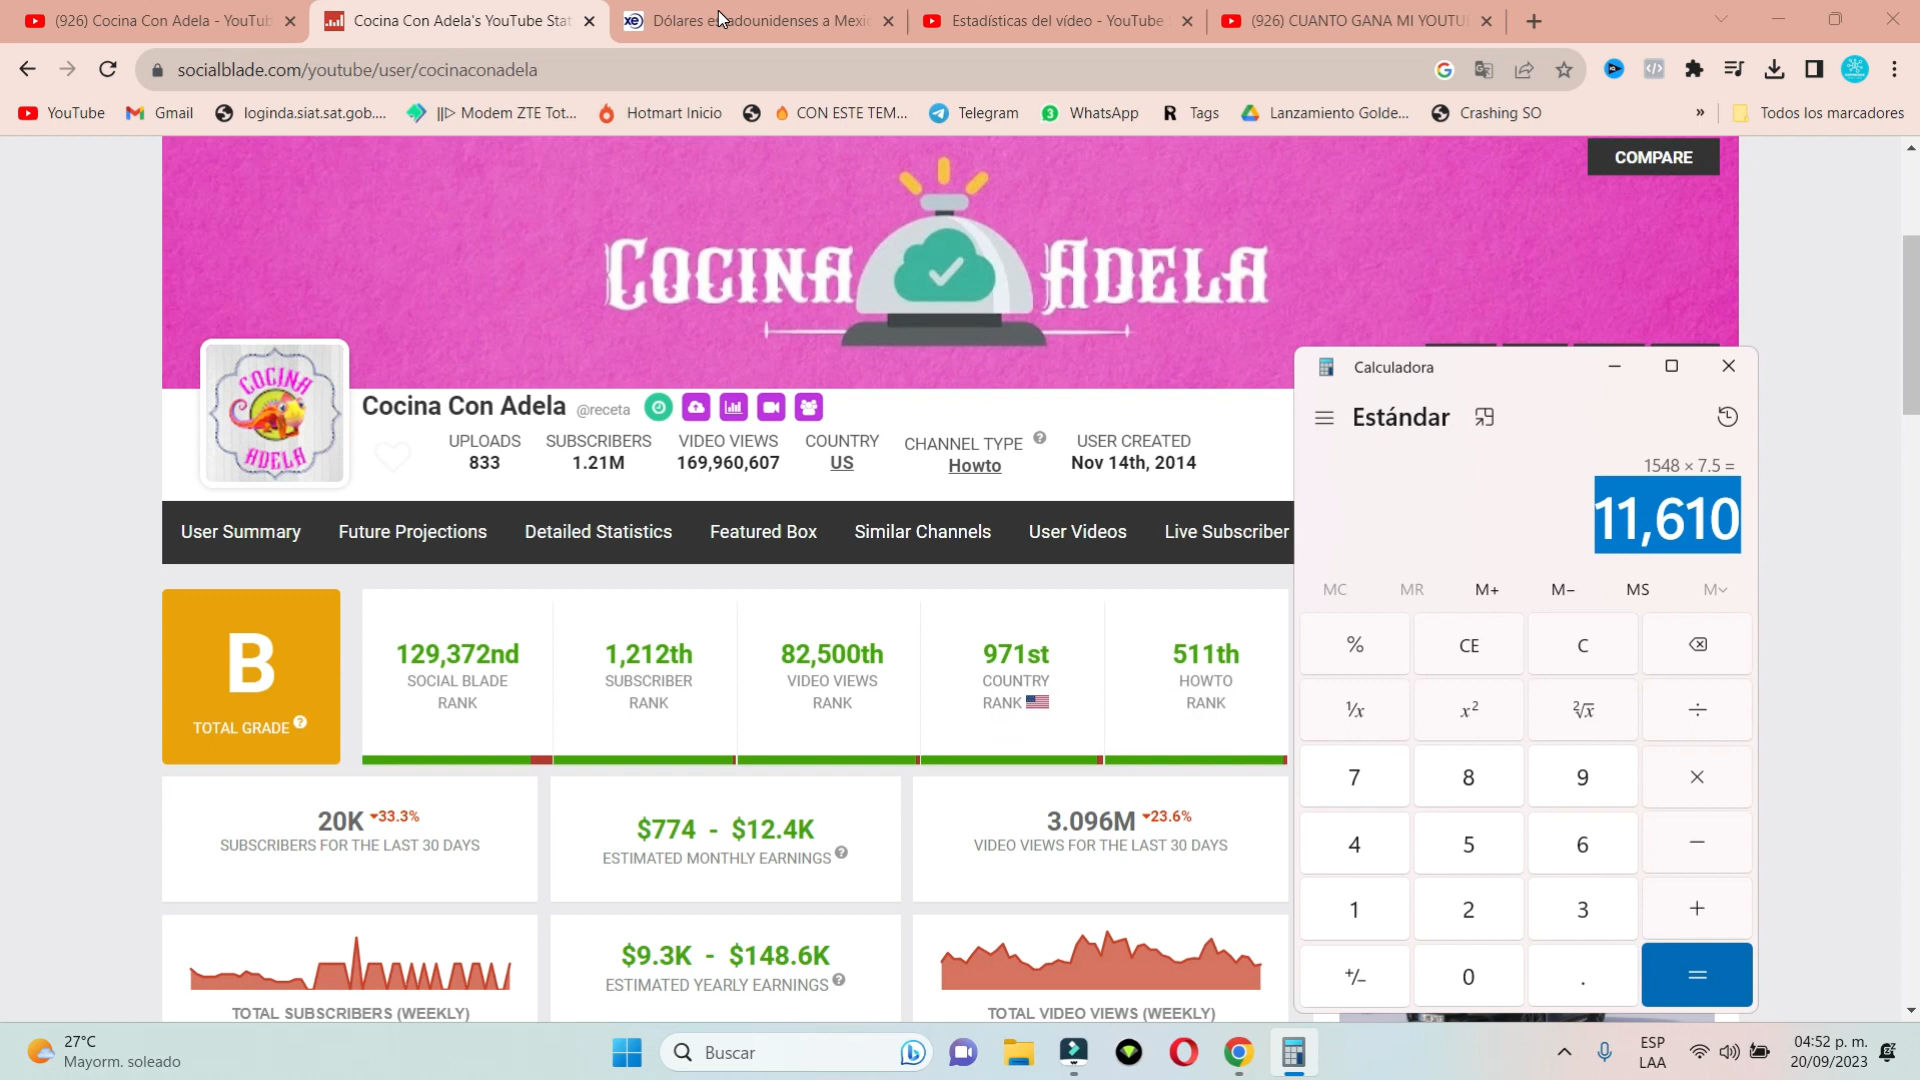 (926) Cocina Con Adela - YouTub
Cocina Con Adela's YouTube Stat
Dólares estadounidenses a Mexic
Estadísticas del vídeo - YouTube S
(926) CUANTO GANA MI YOUTU
socialblade.com/youtube/user/cocinaconadela
YouTube
Gmail
loginda.siat.sat.gob....
||▷ Modem ZTE Tot...
Hotmart Inicio
CON ESTE TEM...
Telegram
WhatsApp
Tags
Lanzamiento Golde...
Crashing SO
»
Todos los marcadores
COMPARE
COCINA ADELA
COCINA
ADELA
Cocina Con Adela @receta
UPLOADS
833
SUBSCRIBERS
1.21M
VIDEO VIEWS
169,960,607
COUNTRY
US
CHANNEL TYPE
Howto
USER CREATED
Nov 14th, 2014
User Summary
Future Projections
Detailed Statistics
Featured Box
Similar Channels
User Videos
Live Subscriber
B
TOTAL GRADE
129,372nd
SOCIAL BLADE
RANK
1,212th
SUBSCRIBER
RANK
82,500th
VIDEO VIEWS
RANK
971st
COUNTRY
RANK
511th
HOWTO
RANK
20K 33.3%
SUBSCRIBERS FOR THE LAST 30 DAYS
$774 - $12.4K
ESTIMATED MONTHLY EARNINGS
3.096M 23.6%
VIDEO VIEWS FOR THE LAST 30 DAYS
TOTAL SUBSCRIBERS (WEEKLY)
$9.3K - $148.6K
ESTIMATED YEARLY EARNINGS
TOTAL VIDEO VIEWS (WEEKLY)
Calculadora
Estándar
1548 × 7.5 =
11,610
MC MR M+ M− MS M
% CE C
¹/x x² ²√x ÷
7 8 9 ×
4 5 6 −
1 2 3 +
+/− 0 . =
27°C
Mayorm. soleado
Buscar
ESP
LAA
04:52 p. m.
20/09/2023